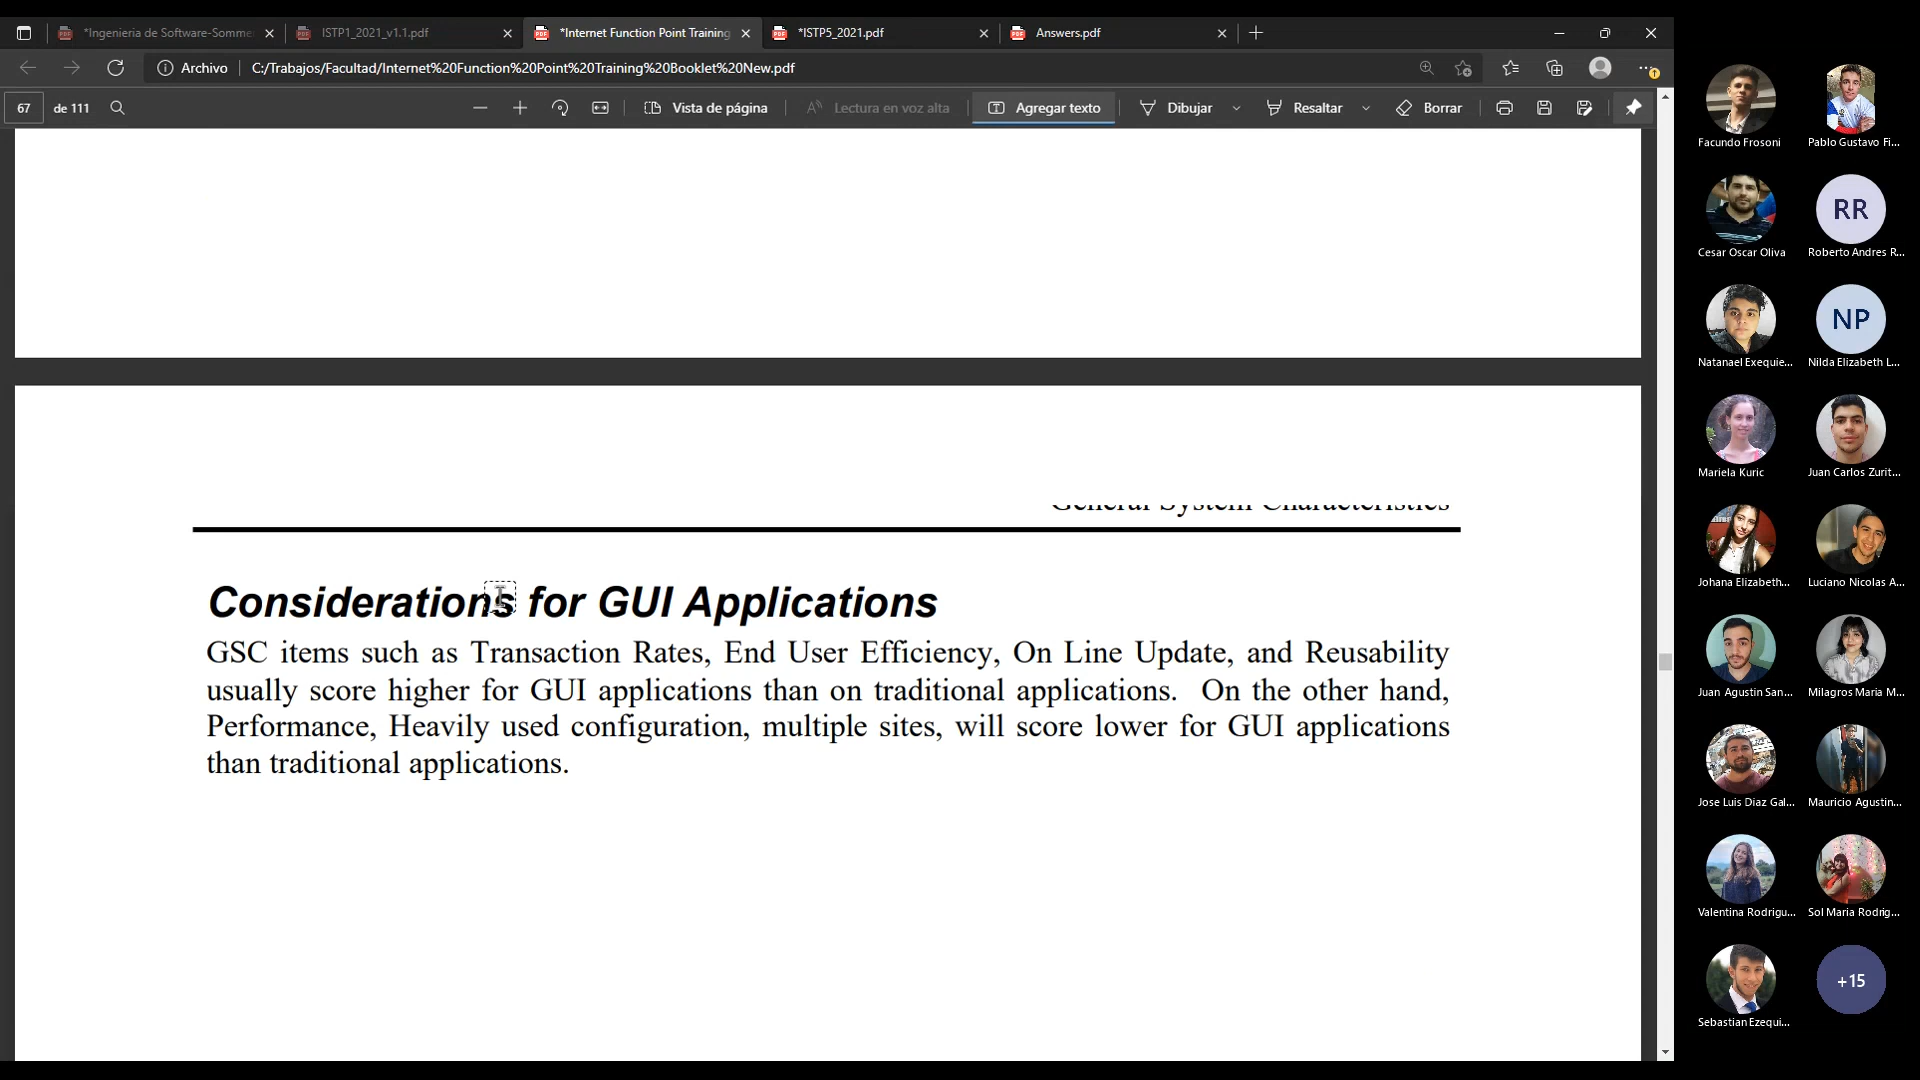 *Ingenieria de Software-Somme
ISTP1_2021_v1.1.pdf
*Internet Function Point Training
*ISTP5_2021.pdf
Answers.pdf
Archivo
C:/Trabajos/Facultad/Internet%20Function%20Point%20Training%20Booklet%20New.pdf
67 de 111
Vista de página
Lectura en voz alta
Agregar texto
Dibujar
Resaltar
Borrar
General System Characteristics
Considerations for GUI Applications
GSC items such as Transaction Rates, End User Efficiency, On Line Update, and Reusability
usually score higher for GUI applications than on traditional applications. On the other hand,
Performance, Heavily used configuration, multiple sites, will score lower for GUI applications
than traditional applications.
Facundo Frosoni
Pablo Gustavo Fi...
Cesar Oscar Oliva
RR
Roberto Andres R...
Natanael Exequie...
NP
Nilda Elizabeth L...
Mariela Kuric
Juan Carlos Zurit...
Johana Elizabeth...
Luciano Nicolas A...
Juan Agustin San...
Milagros Maria M...
Jose Luis Diaz Gal...
Mauricio Agustin...
Valentina Rodrigu...
Sol Maria Rodrig...
Sebastian Ezequi...
+15